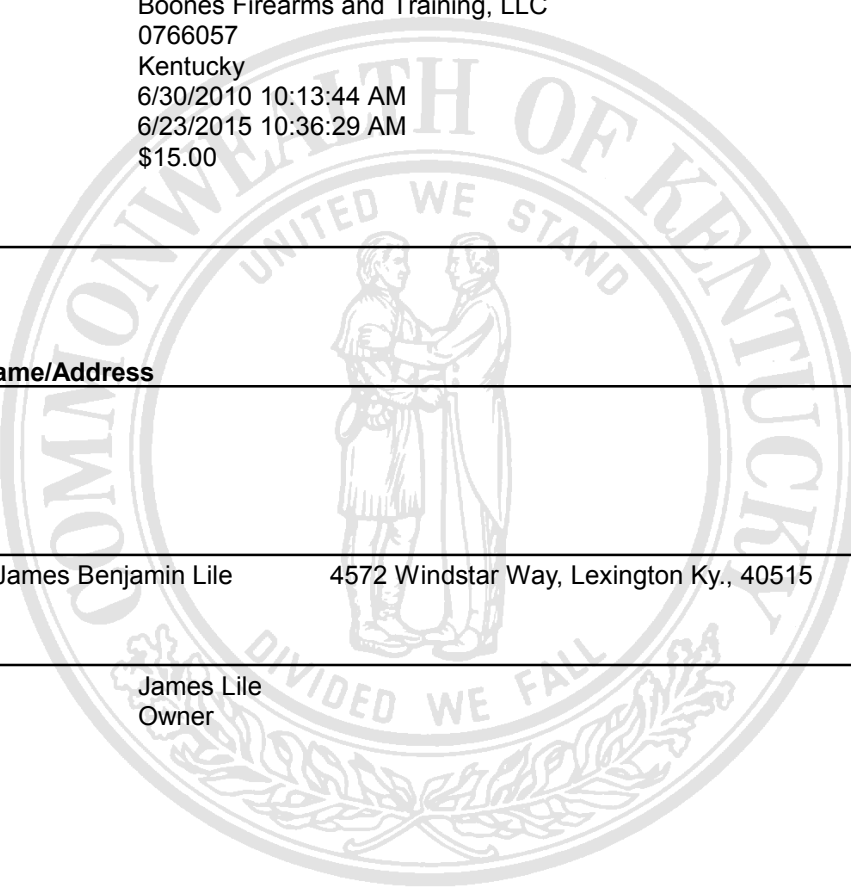 Boones Firearms and Training, LLC
0766057
Kentucky
6/30/2010 10:13:44 AM
6/23/2015 10:36:29 AM
$15.00
ame/Address
James Benjamin Lile 4572 Windstar Way, Lexington Ky., 40515
James Lile
Owner
COMMONWEALTH OF KENTUCKY
UNITED WE STAND
DIVIDED WE FALL